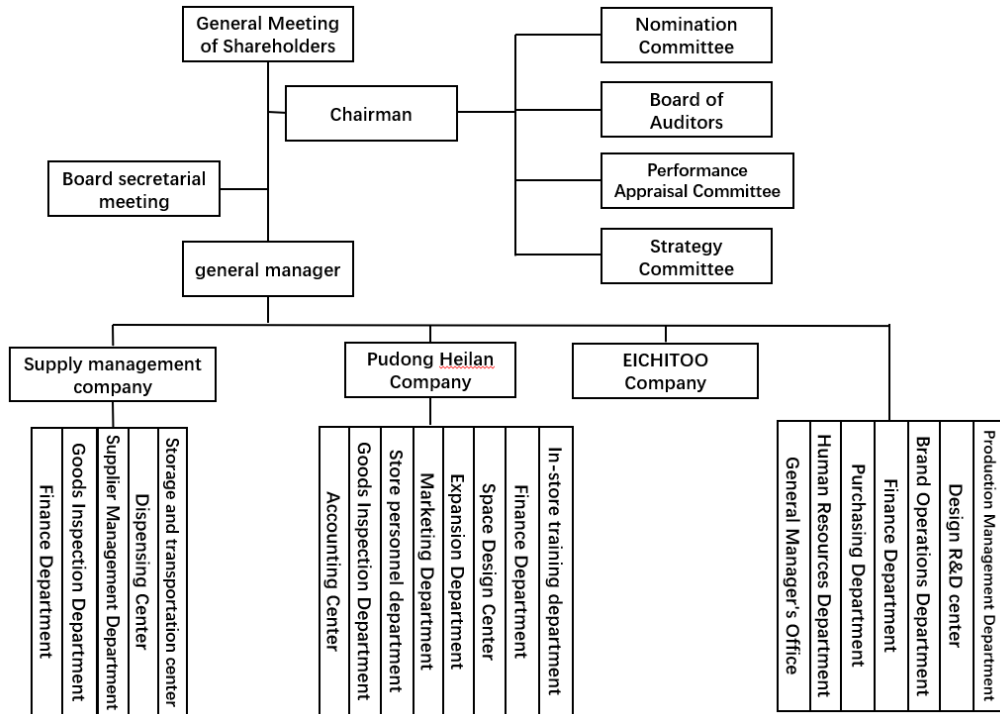 General Meeting
of Shareholders
Nomination
Committee
Chairman
Board of
Auditors
Board secretarial
meeting
Performance
Appraisal Committee
general manager
Strategy
Committee
Supply management
company
Pudong Heilan
Company
EICHITOO
Company
Finance Department
Goods Inspection Department
Supplier Management Department
Dispensing Center
Storage and transportation center
Accounting Center
Goods Inspection Department
Store personnel department
Marketing Department
Expansion Department
Space Design Center
Finance Department
In-store training department
General Manager's Office
Human Resources Department
Purchasing Department
Finance Department
Brand Operations Department
Design R&D center
Production Management Department